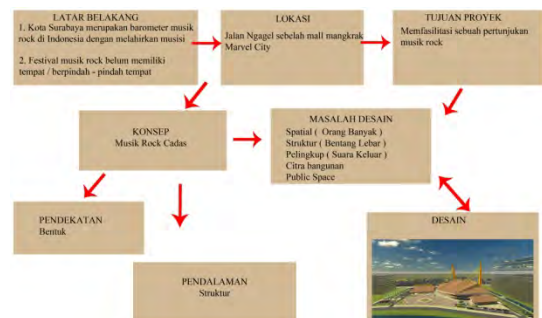 LATAR BELAKANG
1. Kota Surabaya merupakan barometer musik
rock di Indonesia dengan melahirkan musisi
2. Festival musik rock belum memiliki
tempat / berpindah - pindah tempat
LOKASI
Jalan Ngagel sebelah mall mangkrak
Marvel City
TUJUAN PROYEK
Memfasilitasi sebuah pertunjukan
musik rock
KONSEP
Musik Rock Cadas
MASALAH DESAIN
Spatial ( Orang Banyak )
Struktur ( Bentang Lebar )
Pelingkup ( Suara Keluar )
Citra bangunan
Public Space
PENDEKATAN
Bentuk
PENDALAMAN
Struktur
DESAIN